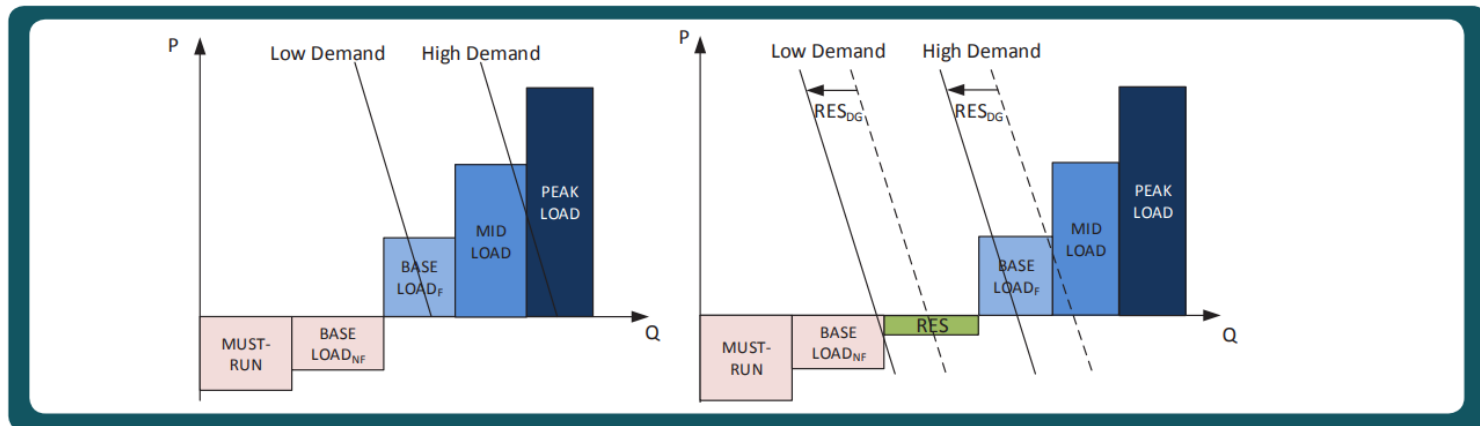 P
Low Demand
High Demand
MUST-
RUN
BASE
LOADNF
BASE
LOADF
MID
LOAD
PEAK
LOAD
Q
P
Low Demand
High Demand
RESDG
RESDG
MUST-
RUN
BASE
LOADNF
RES
BASE
LOADF
MID
LOAD
PEAK
LOAD
Q